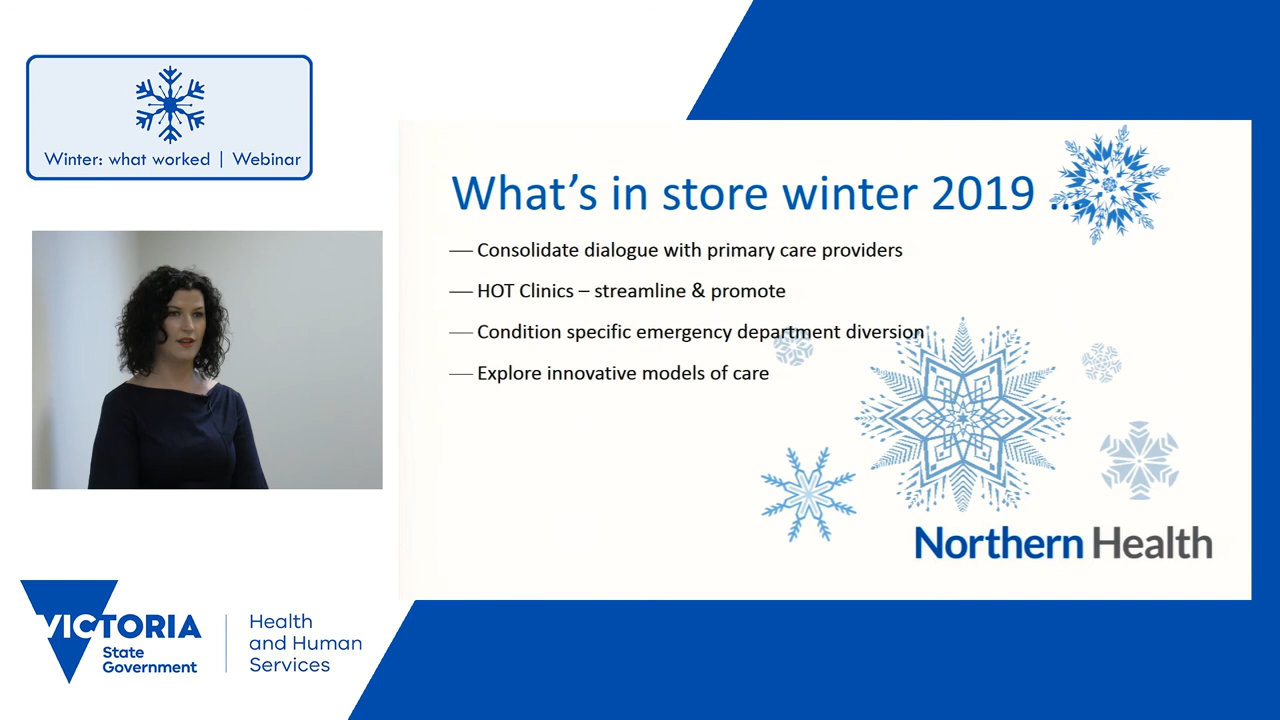 Winter: what worked | Webinar
What's in store winter 2019 ...
— Consolidate dialogue with primary care providers
— HOT Clinics – streamline & promote
— Condition specific emergency department diversion
— Explore innovative models of care
Northern Health
VICTORIA
State
Government
Health
and Human
Services